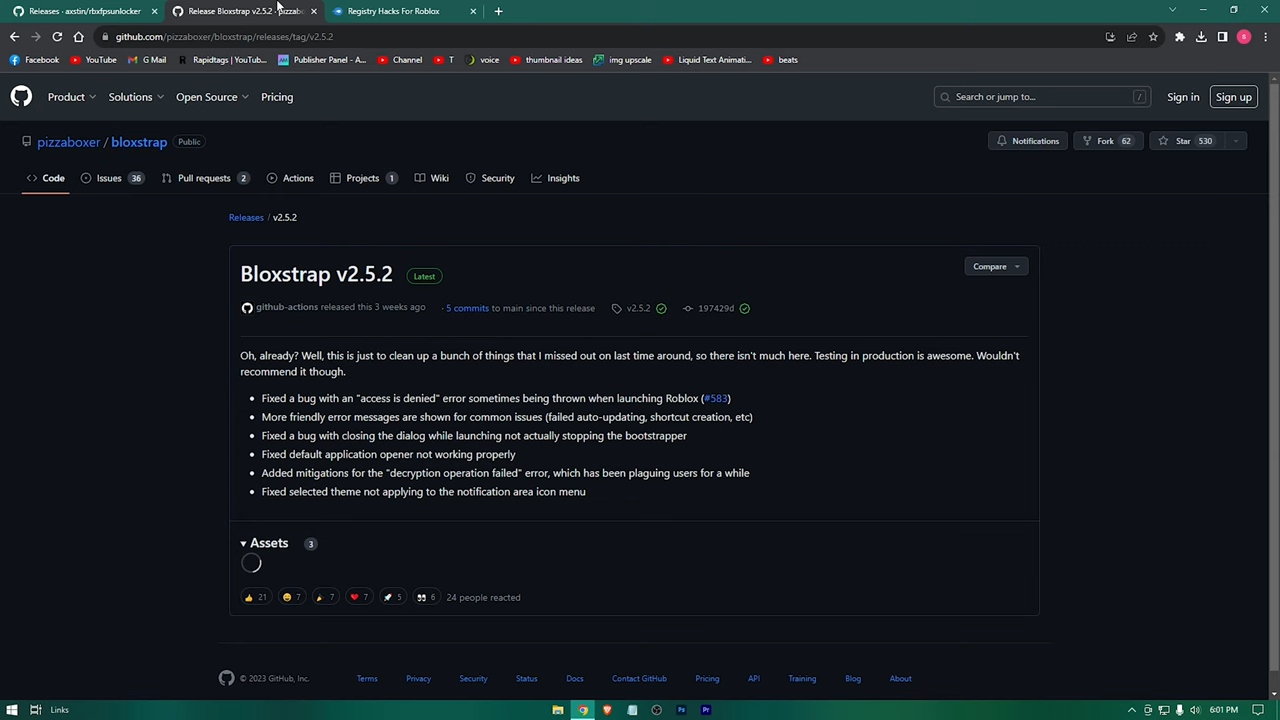 Releases · axstin/rbxfpsunlocker
Release Bloxstrap v2.5.2 · pizzabo
Registry Hacks For Roblox
github.com/pizzaboxer/bloxstrap/releases/tag/v2.5.2
S
Facebook YouTube G Mail Rapidtags | YouT... Publisher Panel - A... Channel T voice thumbnail ideas img upscale Liquid Text Animati... beats
Product Solutions Open Source Pricing Search or jump to... / Sign in Sign up
pizzaboxer / bloxstrap Public Notifications Fork 62 Star 530
Code Issues 36 Pull requests 2 Actions Projects 1 Wiki Security Insights
Releases / v2.5.2
Bloxstrap v2.5.2 Latest Compare
github-actions released this 3 weeks ago · 5 commits to main since this release v2.5.2 197429d
Oh, already? Well, this is just to clean up a bunch of things that I missed out on last time around, so there isn't much here. Testing in production is awesome. Wouldn't
recommend it though.
• Fixed a bug with an "access is denied" error sometimes being thrown when launching Roblox (#583)
• More friendly error messages are shown for common issues (failed auto-updating, shortcut creation, etc)
• Fixed a bug with closing the dialog while launching not actually stopping the bootstrapper
• Fixed default application opener not working properly
• Added mitigations for the "decryption operation failed" error, which has been plaguing users for a while
• Fixed selected theme not applying to the notification area icon menu
Assets 3
21 7 7 7 5 6 24 people reacted
© 2023 GitHub, Inc. Terms Privacy Security Status Docs Contact GitHub Pricing API Training Blog About
Links Ps Pr 6:01 PM